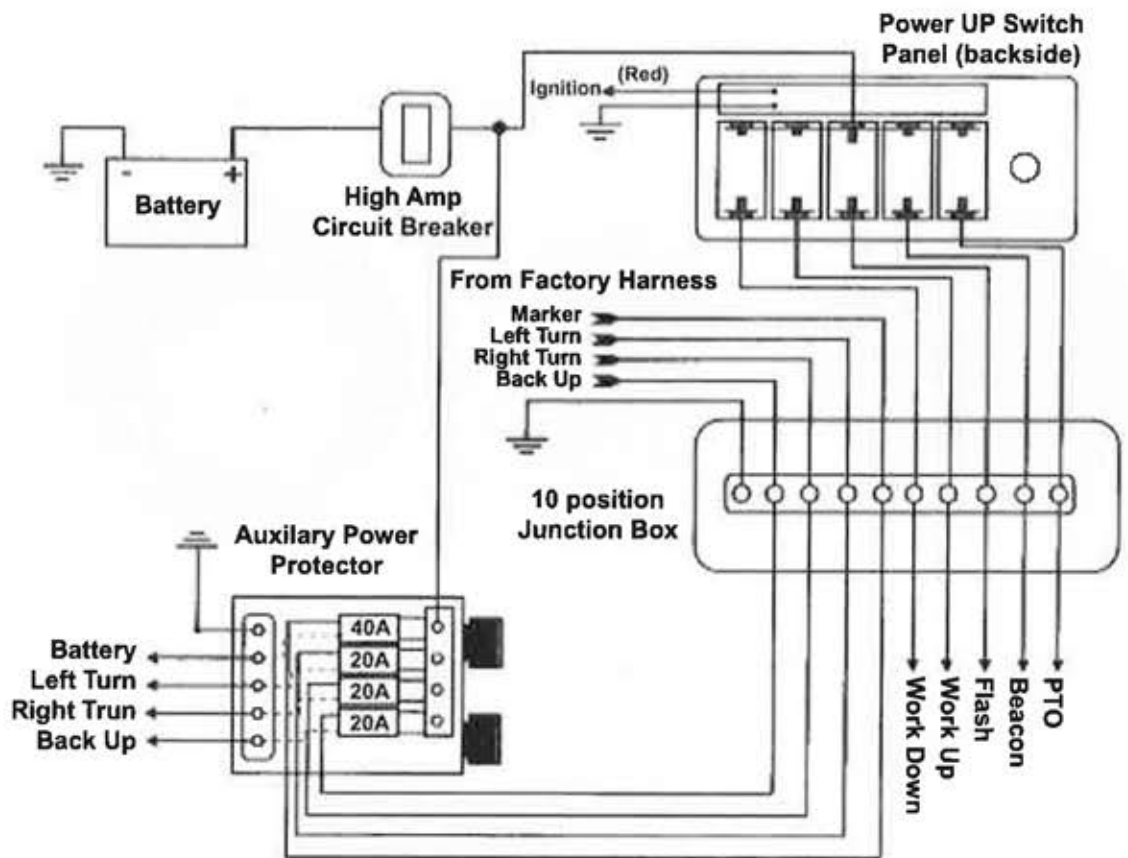 Power UP Switch
Panel (backside)
(Red)
Ignition
-
+
Battery
High Amp
Circuit Breaker
From Factory Harness
Marker
Left Turn
Right Turn
Back Up
10 position
Junction Box
Auxilary Power
Protector
40A
20A
20A
20A
Battery
Left Turn
Right Trun
Back Up
Work Down
Work Up
Flash
Beacon
PTO